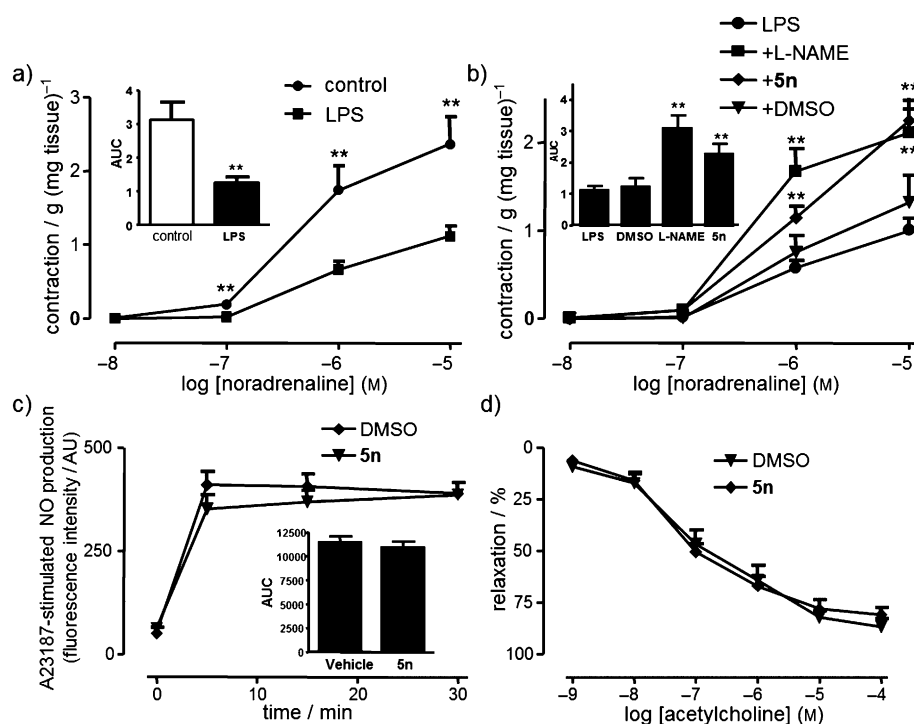 a)
control
LPS
contraction / g (mg tissue)⁻¹
3
2
1
0
**
**
**
−8
−7
−6
−5
log [noradrenaline] (M)
AUC
4
3
2
1
0
**
control
LPS
b)
LPS
+L-NAME
+5n
+DMSO
contraction / g (mg tissue)⁻¹
2
1
0
**
**
**
**
−8
−7
−6
−5
log [noradrenaline] (M)
AUC
4
3
2
1
0
**
**
LPS
DMSO
L-NAME
5n
c)
DMSO
5n
A23187-stimulated NO production
(fluorescence intensity / AU)
500
250
0
0
10
20
30
time / min
AUC
12500
10000
7500
5000
2500
0
Vehicle
5n
d)
DMSO
5n
relaxation / %
0
25
50
75
100
−9
−8
−7
−6
−5
−4
log [acetylcholine] (M)